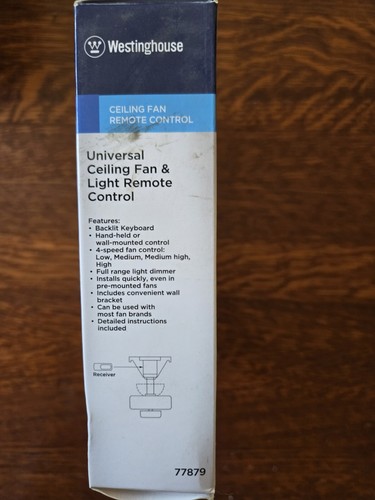 Westinghouse
CEILING FAN
REMOTE CONTROL
Universal
Ceiling Fan &
Light Remote
Control
Features:
• Backlit Keyboard
• Hand-held or
wall-mounted control
• 4-speed fan control:
Low, Medium, Medium high,
High
• Full range light dimmer
• Installs quickly, even in
pre-mounted fans
• Includes convenient wall
bracket
• Can be used with
most fan brands
• Detailed instructions
included
Receiver
77879